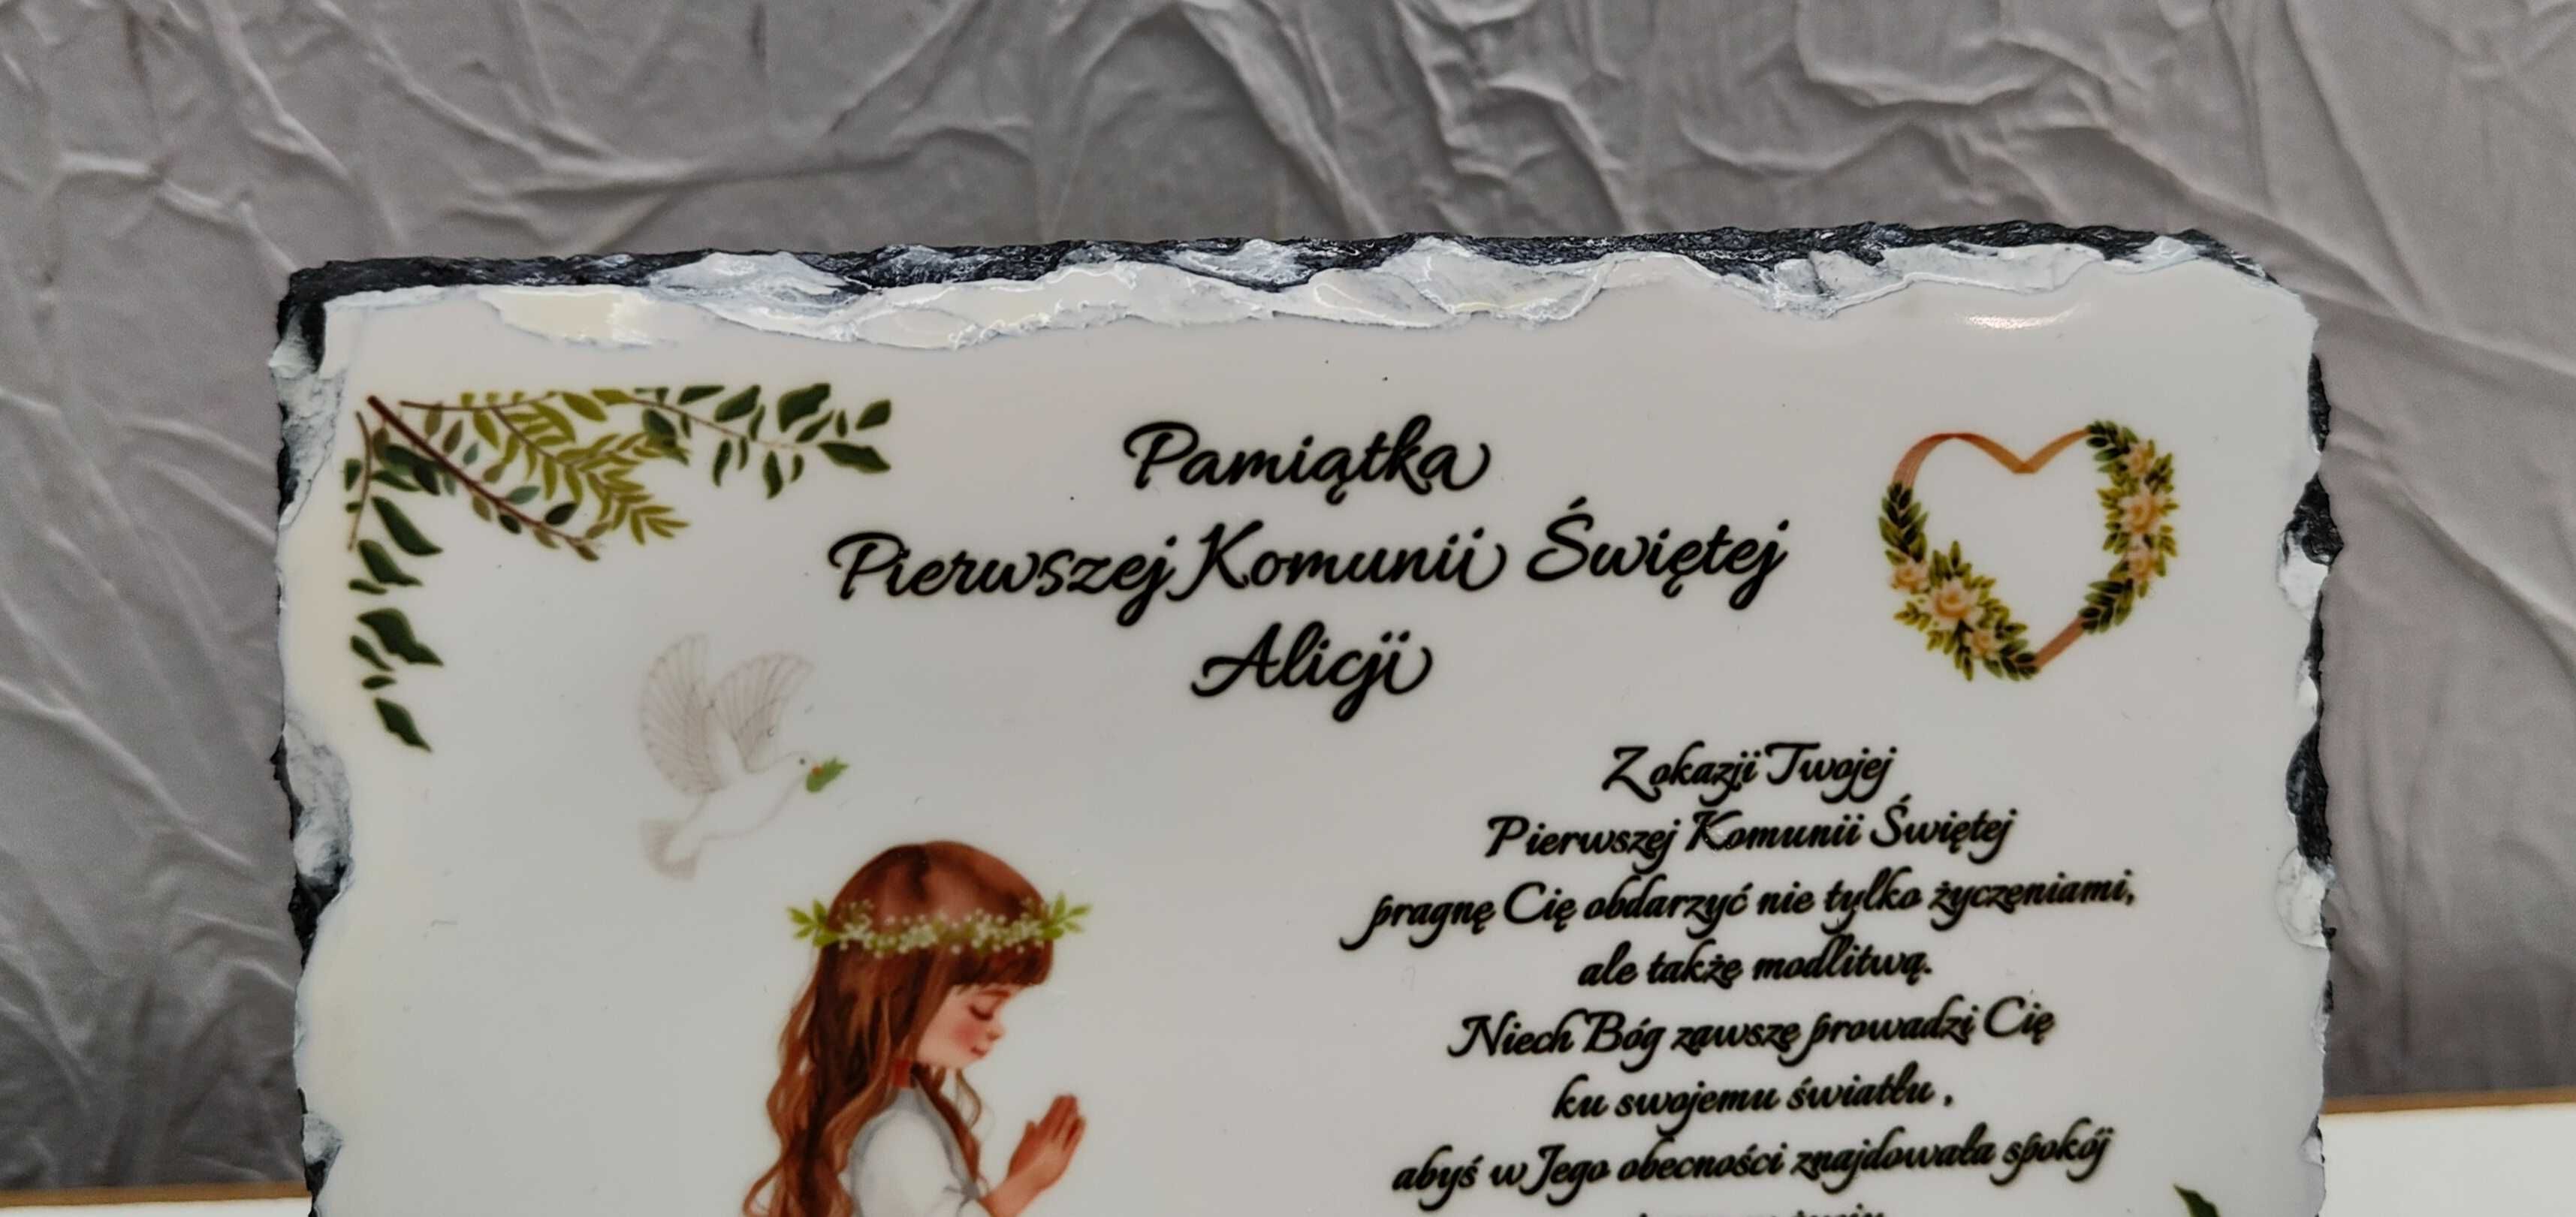 Pamiątka
Pierwszej Komunii Świętej
Alicji
Z okazji Twojej
Pierwszej Komunii Świętej
pragnę Cię obdarzyć nie tylko życzeniami,
ale także modlitwą.
Niech Bóg zawsze prowadzi Cię
ku swojemu światłu ,
abyś w Jego obecności znajdowała spokój